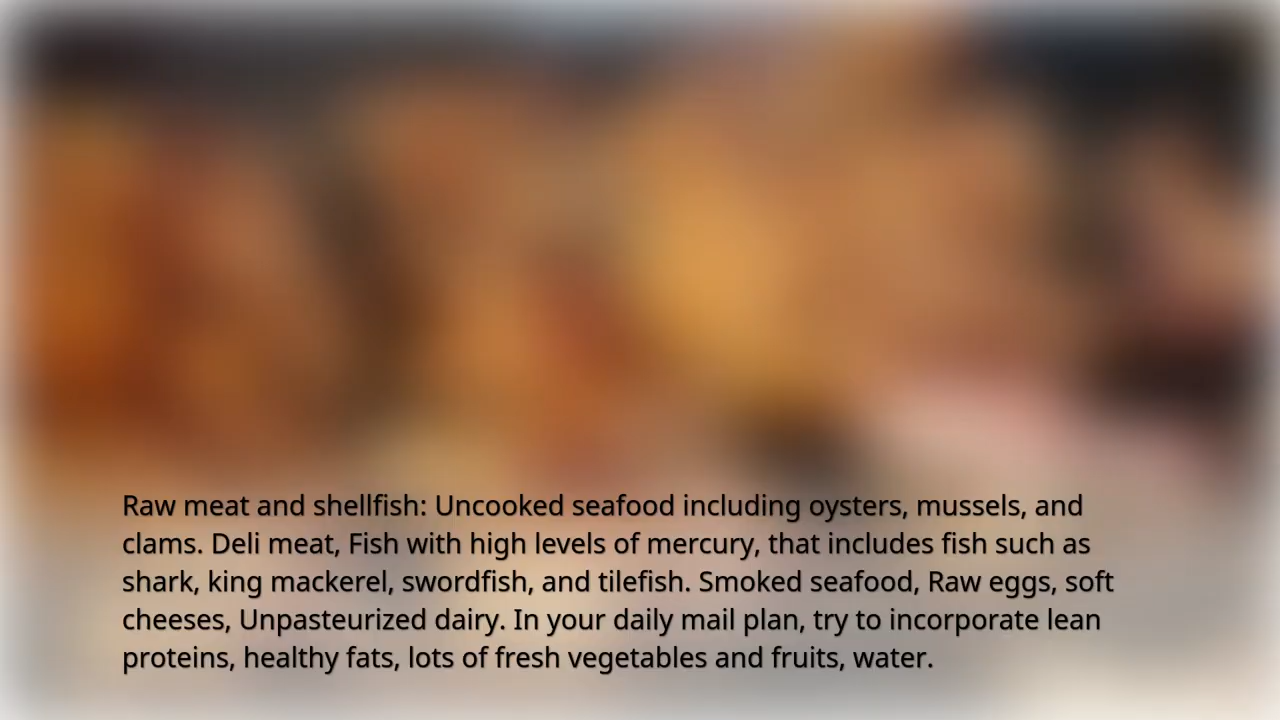 Raw meat and shellfish: Uncooked seafood including oysters, mussels, and
clams. Deli meat, Fish with high levels of mercury, that includes fish such as
shark, king mackerel, swordfish, and tilefish. Smoked seafood, Raw eggs, soft
cheeses, Unpasteurized dairy. In your daily mail plan, try to incorporate lean
proteins, healthy fats, lots of fresh vegetables and fruits, water.